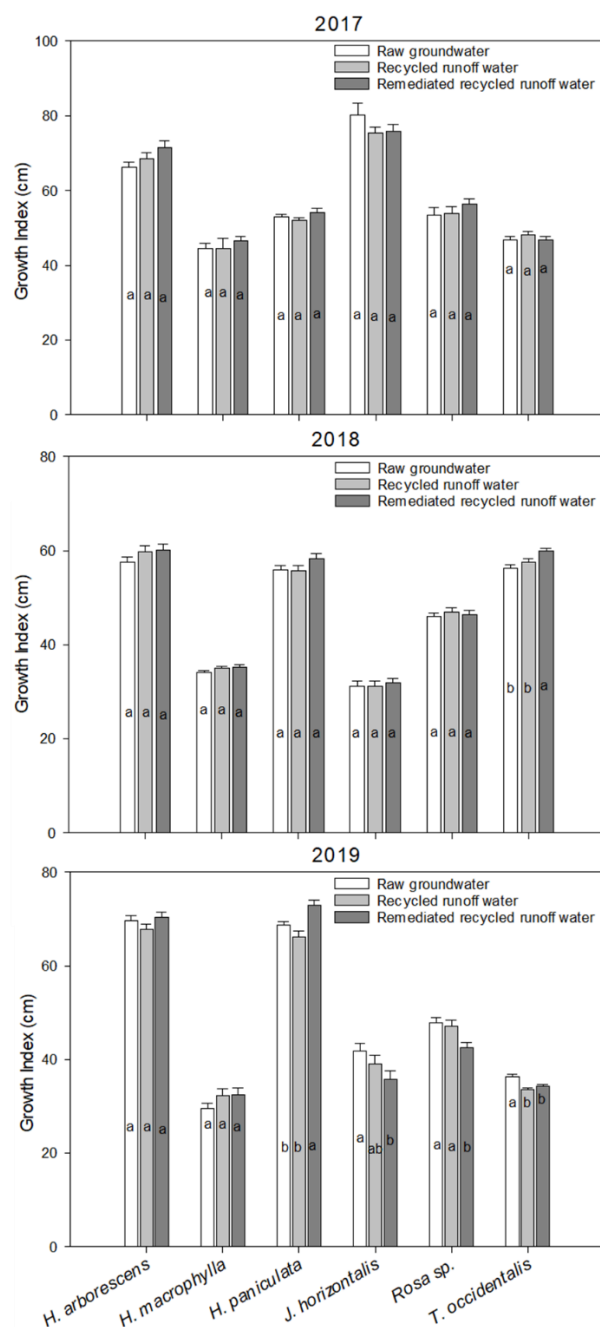 2017
Raw groundwater
Recycled runoff water
Remediated recycled runoff water
Growth Index (cm)
100
80
60
40
20
0
a a a a a a a a a a a a a a a a a a
2018
Raw groundwater
Recycled runoff water
Remediated recycled runoff water
Growth Index (cm)
80
60
40
20
0
a a a a a a a a a a a a a a a b b a
2019
Raw groundwater
Recycled runoff water
Remediated recycled runoff water
Growth Index (cm)
80
60
40
20
0
a a a a a a b b a a ab b a a b a b b
H. arborescens
H. macrophylla
H. paniculata
J. horizontalis
Rosa sp.
T. occidentalis